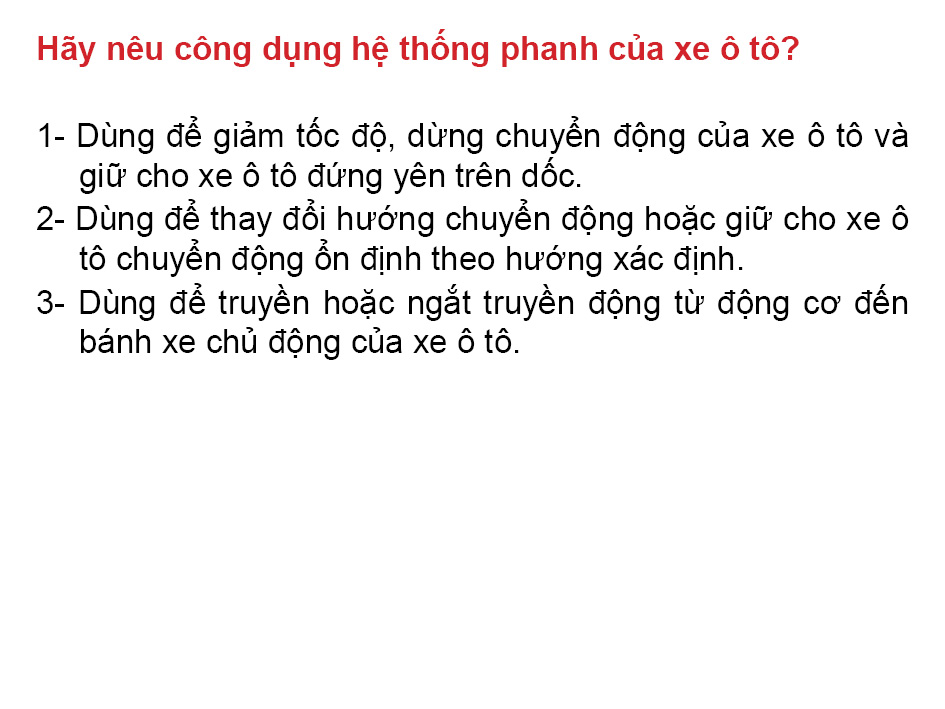 Hãy nêu công dụng hệ thống phanh của xe ô tô?
1- Dùng để giảm tốc độ, dừng chuyển động của xe ô tô và
giữ cho xe ô tô đứng yên trên dốc.
2- Dùng để thay đổi hướng chuyển động hoặc giữ cho xe ô
tô chuyển động ổn định theo hướng xác định.
3- Dùng để truyền hoặc ngắt truyền động từ động cơ đến
bánh xe chủ động của xe ô tô.